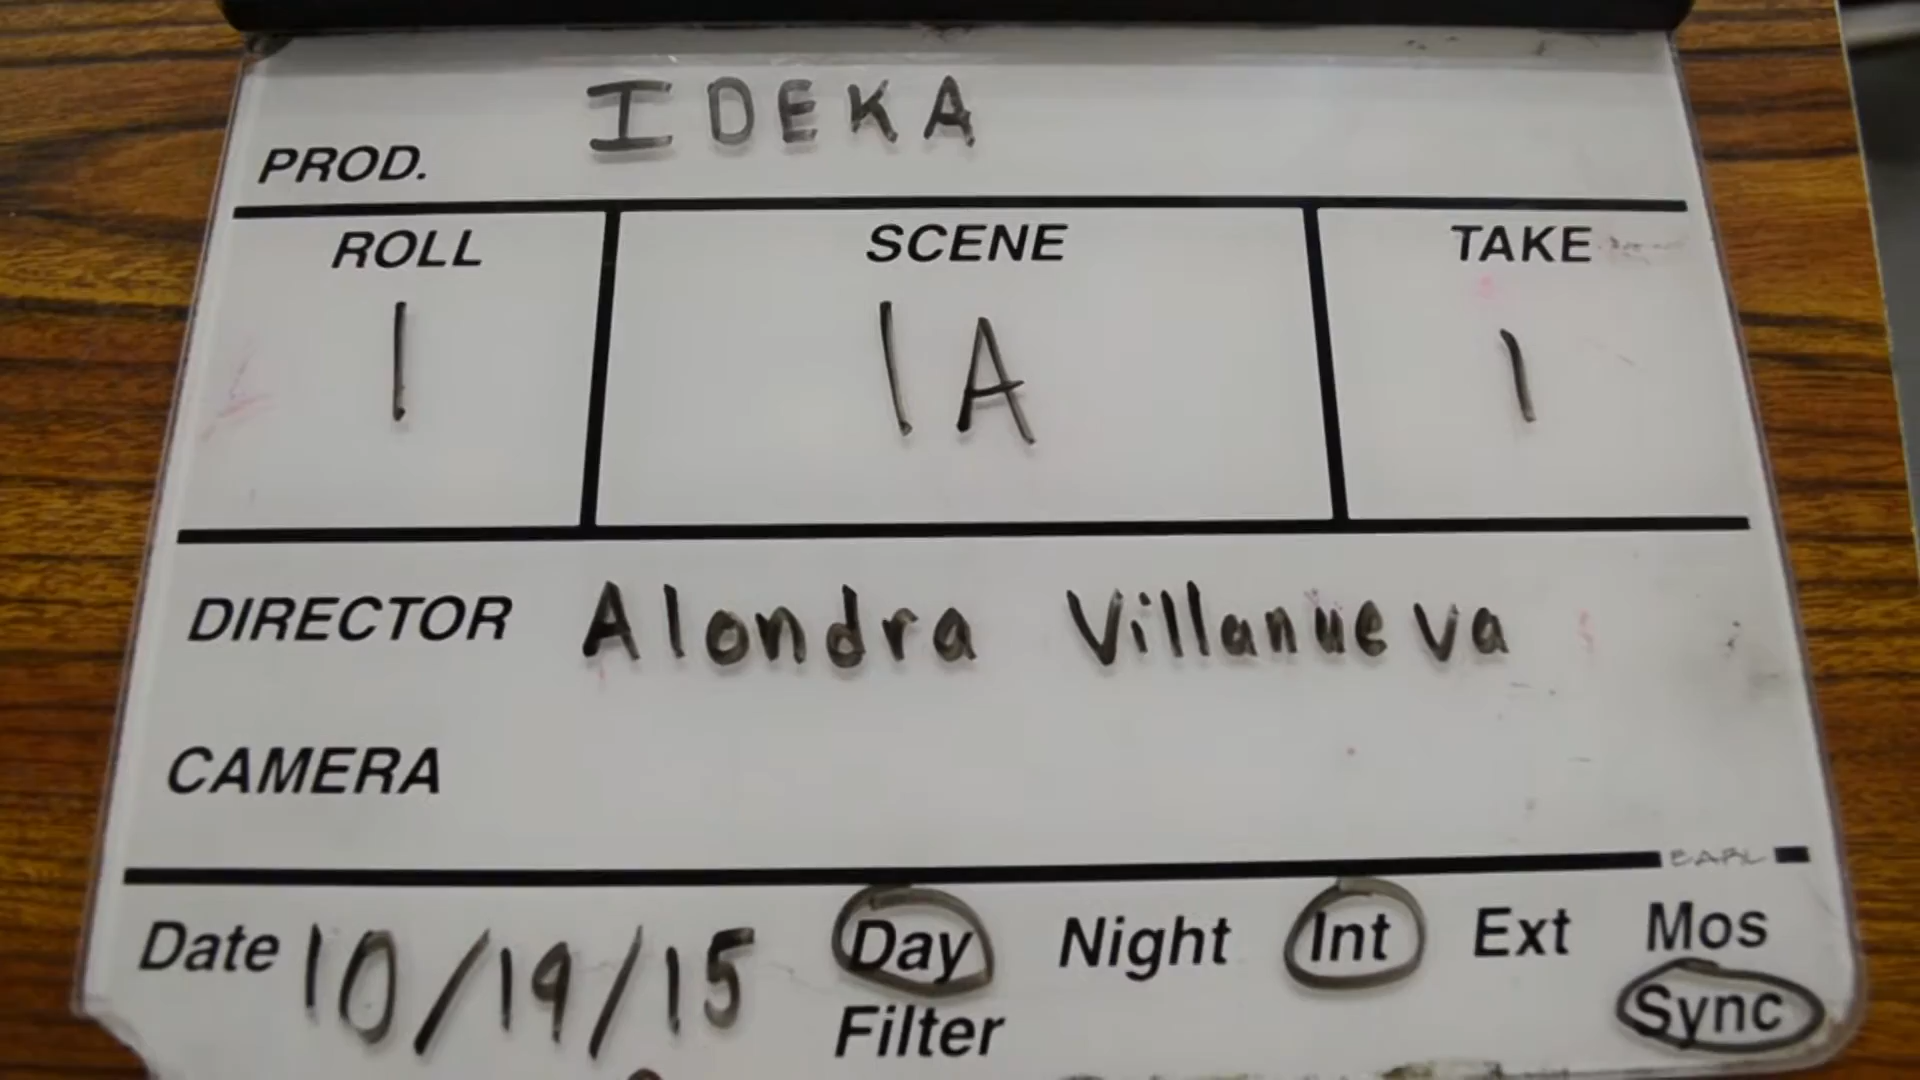 IDEKA
PROD.
ROLL SCENE TAKE
1 1A 1
DIRECTOR Alondra Villanueva
CAMERA
EARL
Date 10/19/15 Day Night Int Ext Mos
Filter Sync